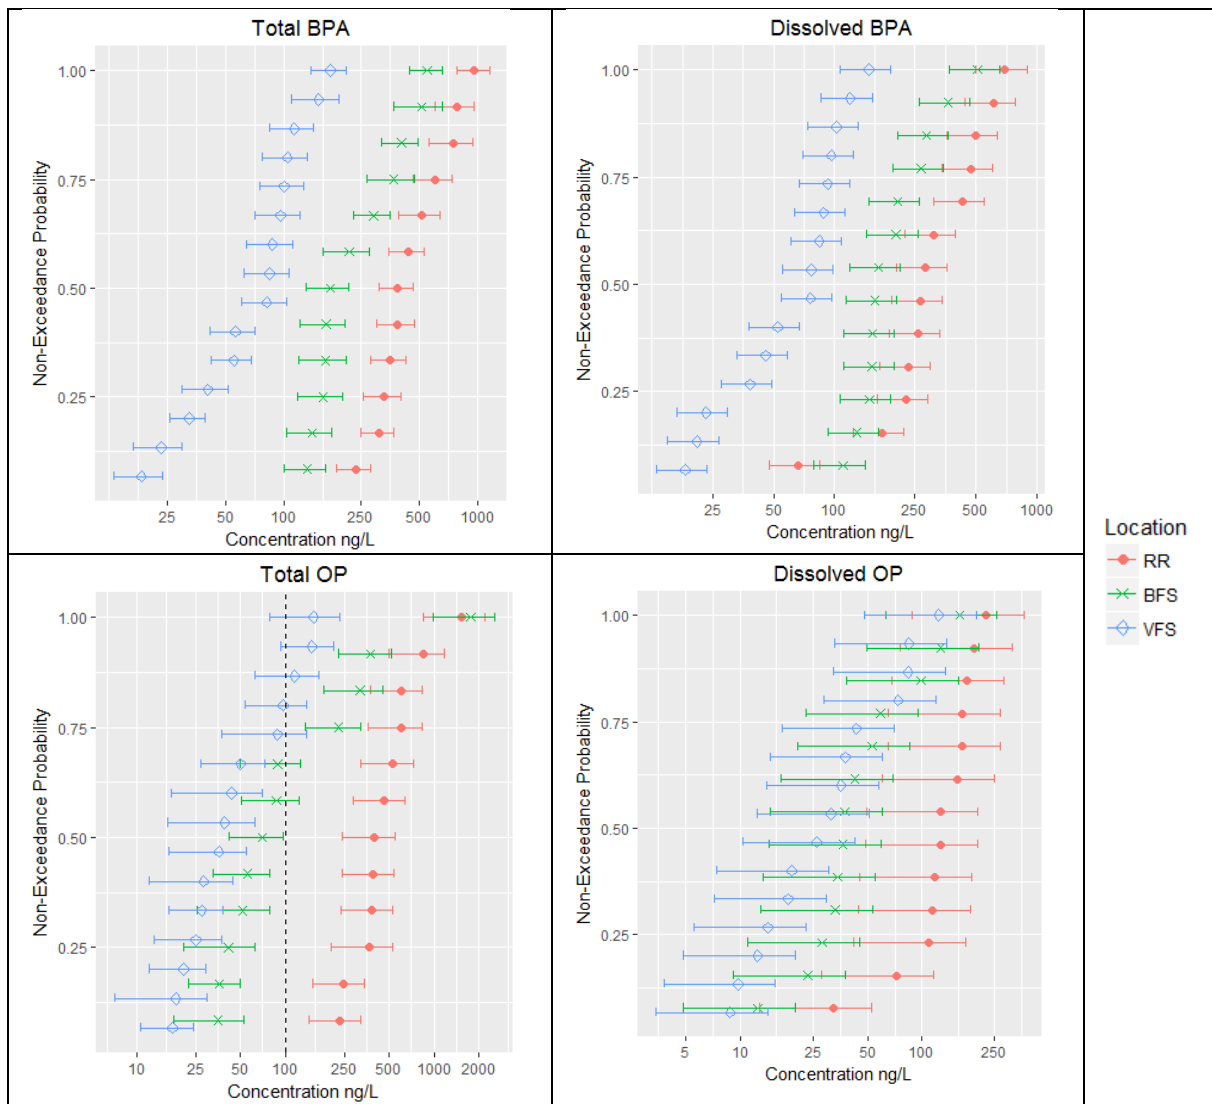 Total BPA
Non-Exceedance Probability
1.00
0.75
0.50
0.25
25 50 100 250 500 1000
Concentration ng/L
Dissolved BPA
Non-Exceedance Probability
1.00
0.75
0.50
0.25
25 50 100 250 500 1000
Concentration ng/L
Total OP
Non-Exceedance Probability
1.00
0.75
0.50
0.25
10 25 50 100 250 500 1000 2000
Concentration ng/L
Dissolved OP
Non-Exceedance Probability
1.00
0.75
0.50
0.25
5 10 25 50 100 250
Concentration ng/L
Location
RR
BFS
VFS